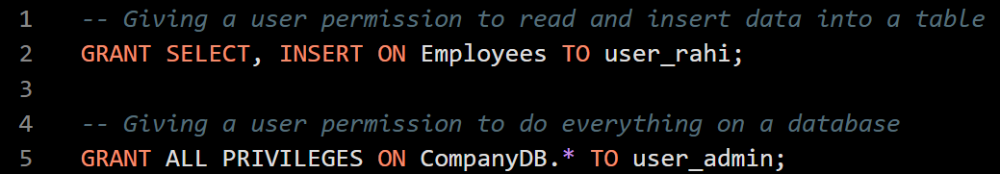 1 -- Giving a user permission to read and insert data into a table
2 GRANT SELECT, INSERT ON Employees TO user_rahi;
3
4 -- Giving a user permission to do everything on a database
5 GRANT ALL PRIVILEGES ON CompanyDB.* TO user_admin;